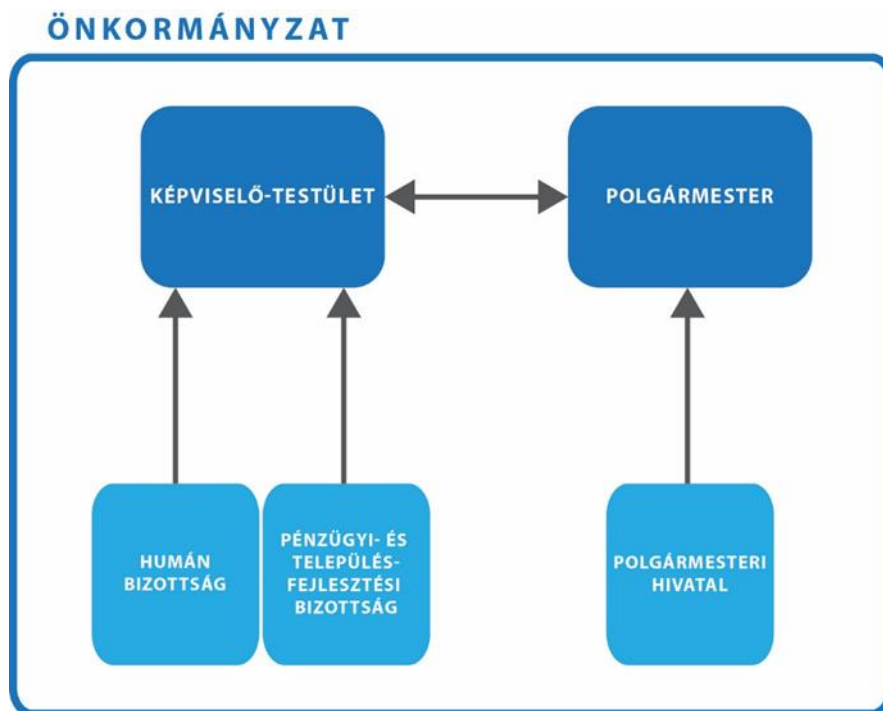 ÖNKORMÁNYZAT
KÉPVISELŐ-TESTÜLET
POLGÁRMESTER
HUMÁN
BIZOTTSÁG
PÉNZÜGYI- ÉS
TELEPÜLÉS-
FEJLESZTÉSI
BIZOTTSÁG
POLGÁRMESTERI
HIVATAL